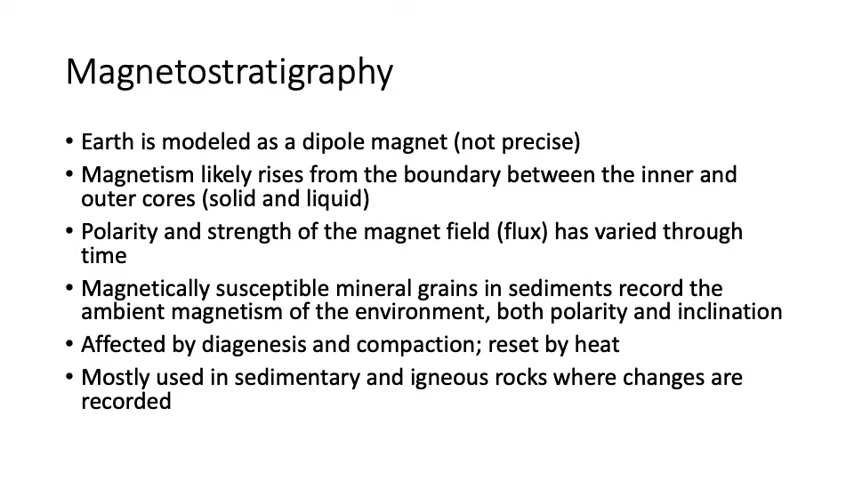 Magnetostratigraphy
• Earth is modeled as a dipole magnet (not precise)
• Magnetism likely rises from the boundary between the inner and
outer cores (solid and liquid)
• Polarity and strength of the magnet field (flux) has varied through
time
• Magnetically susceptible mineral grains in sediments record the
ambient magnetism of the environment, both polarity and inclination
• Affected by diagenesis and compaction; reset by heat
• Mostly used in sedimentary and igneous rocks where changes are
recorded